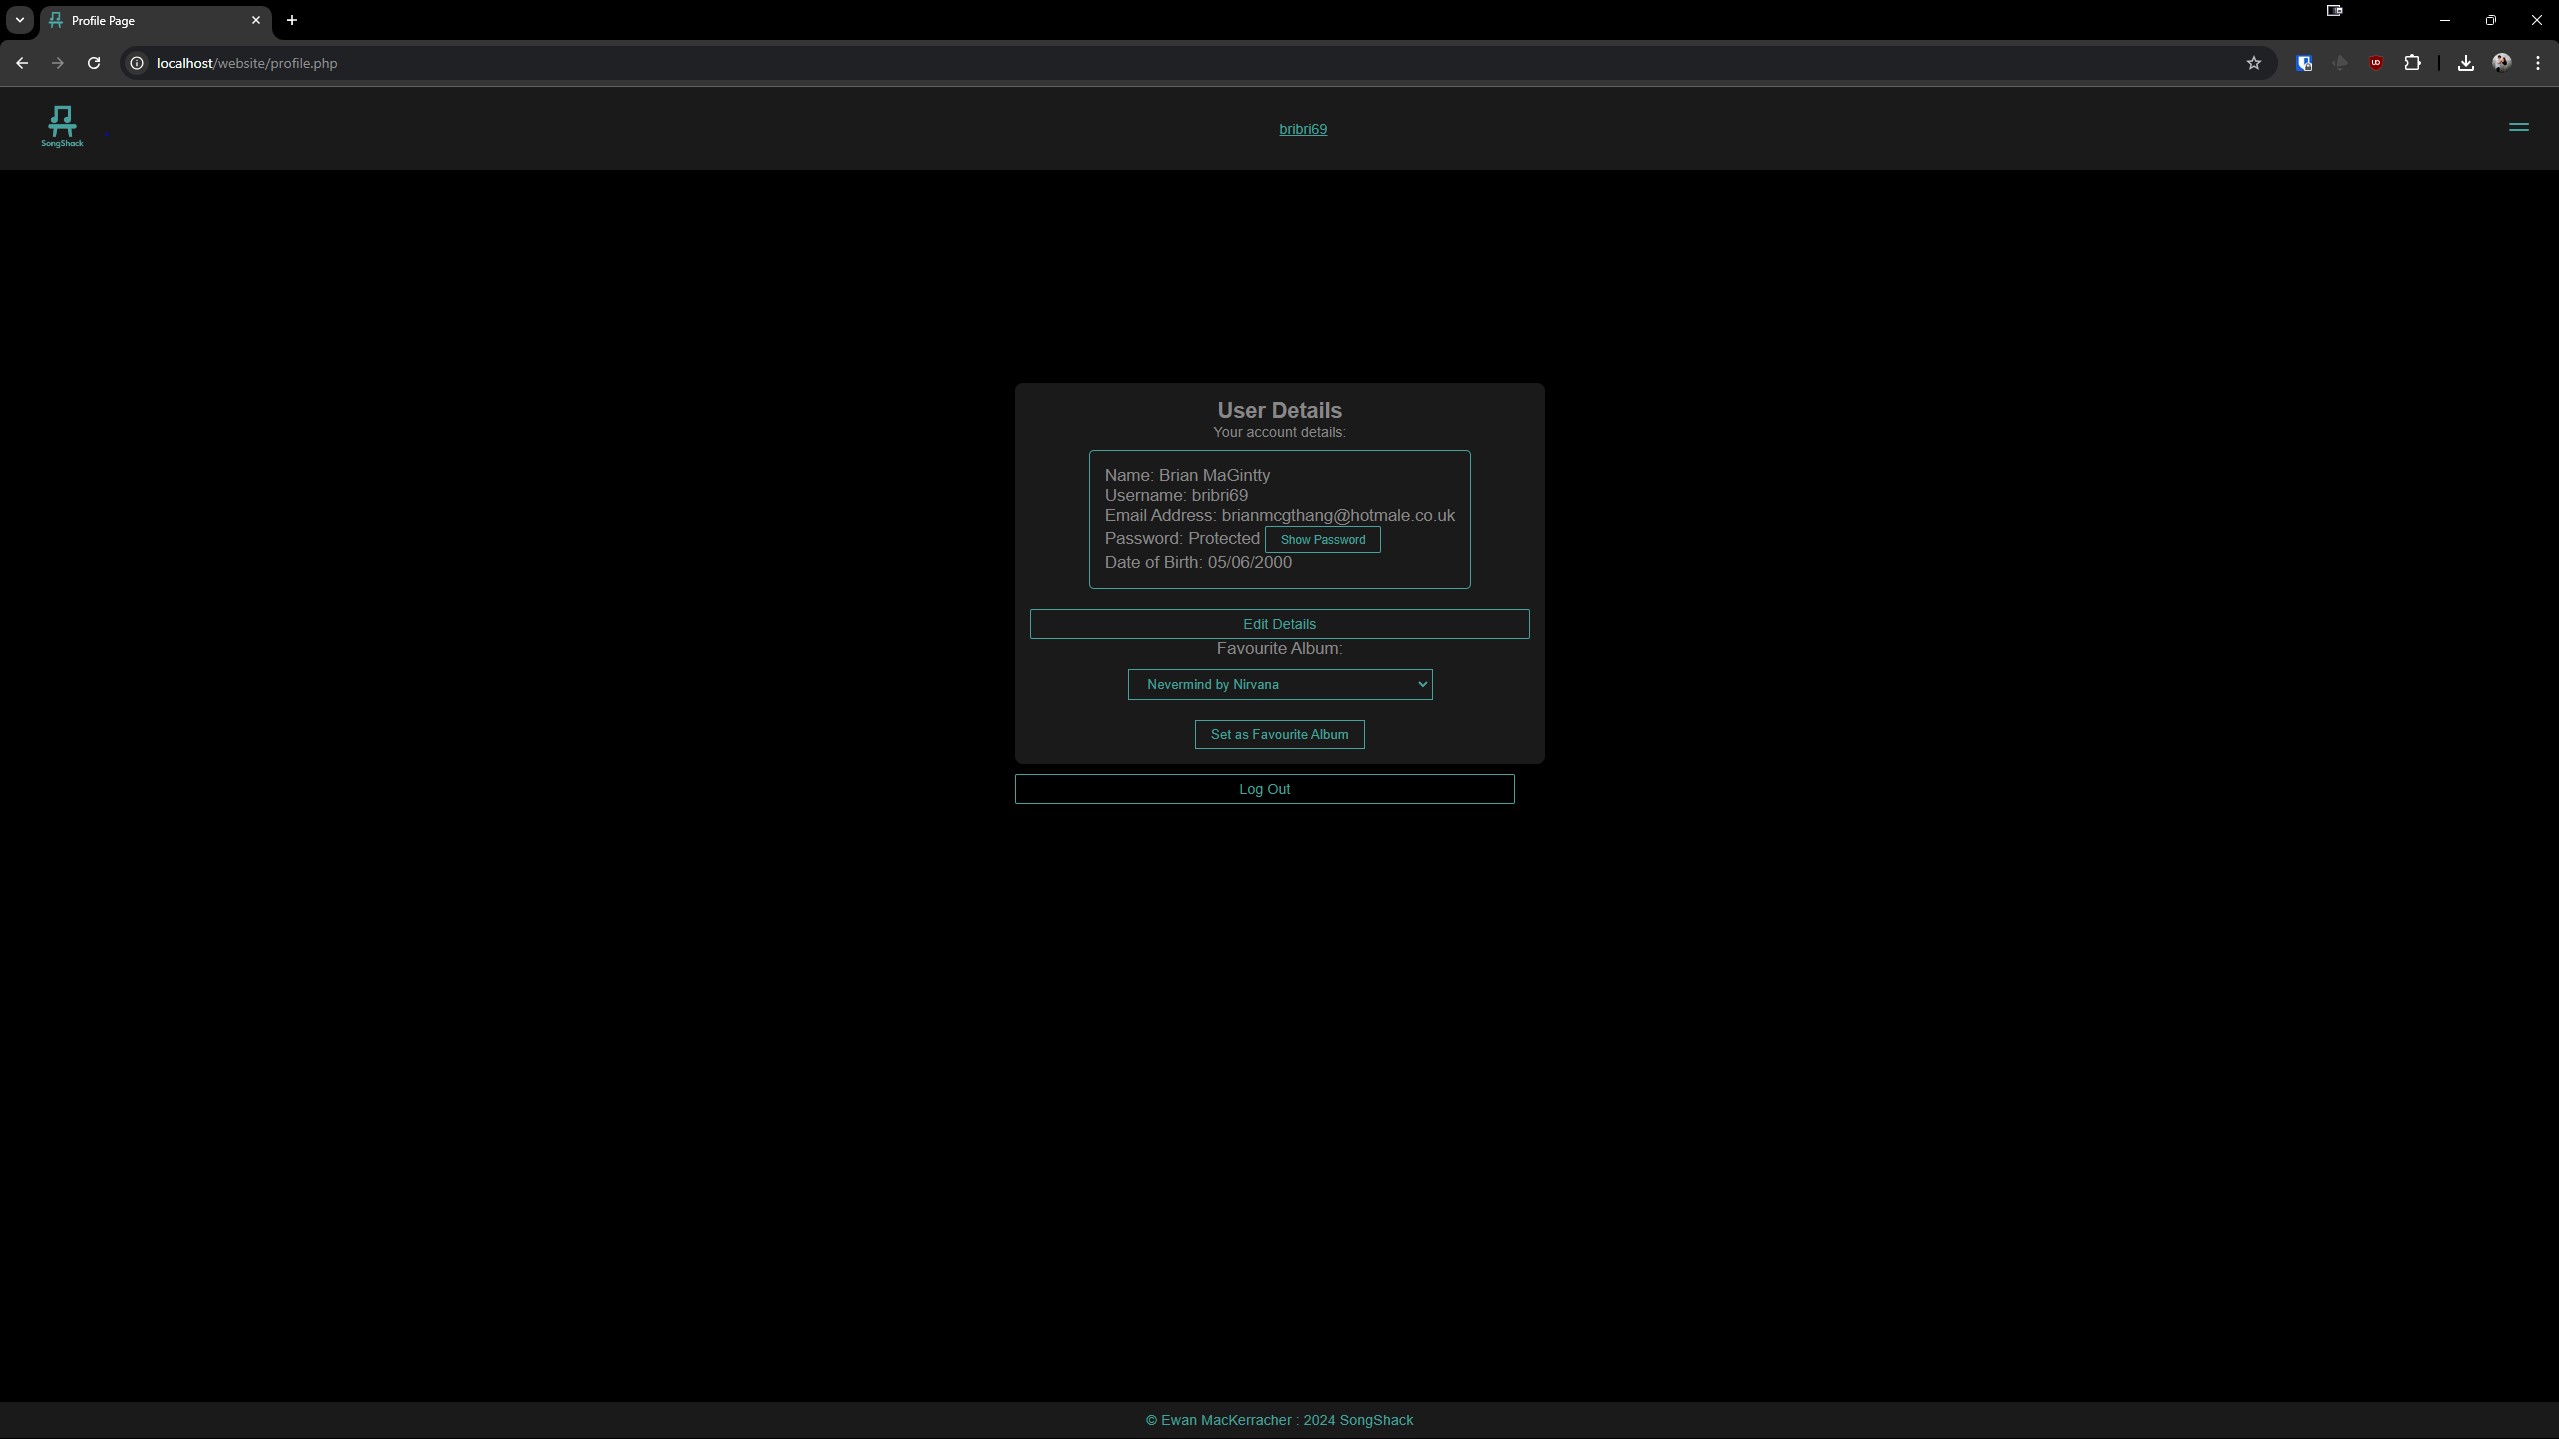 Profile Page
localhost/website/profile.php
SongShack
bribri69
User Details
Your account details:
Name: Brian MaGintty
Username: bribri69
Email Address: brianmcgthang@hotmale.co.uk
Password: Protected Show Password
Date of Birth: 05/06/2000
Edit Details
Favourite Album:
Nevermind by Nirvana
Set as Favourite Album
Log Out
© Ewan MacKerracher : 2024 SongShack